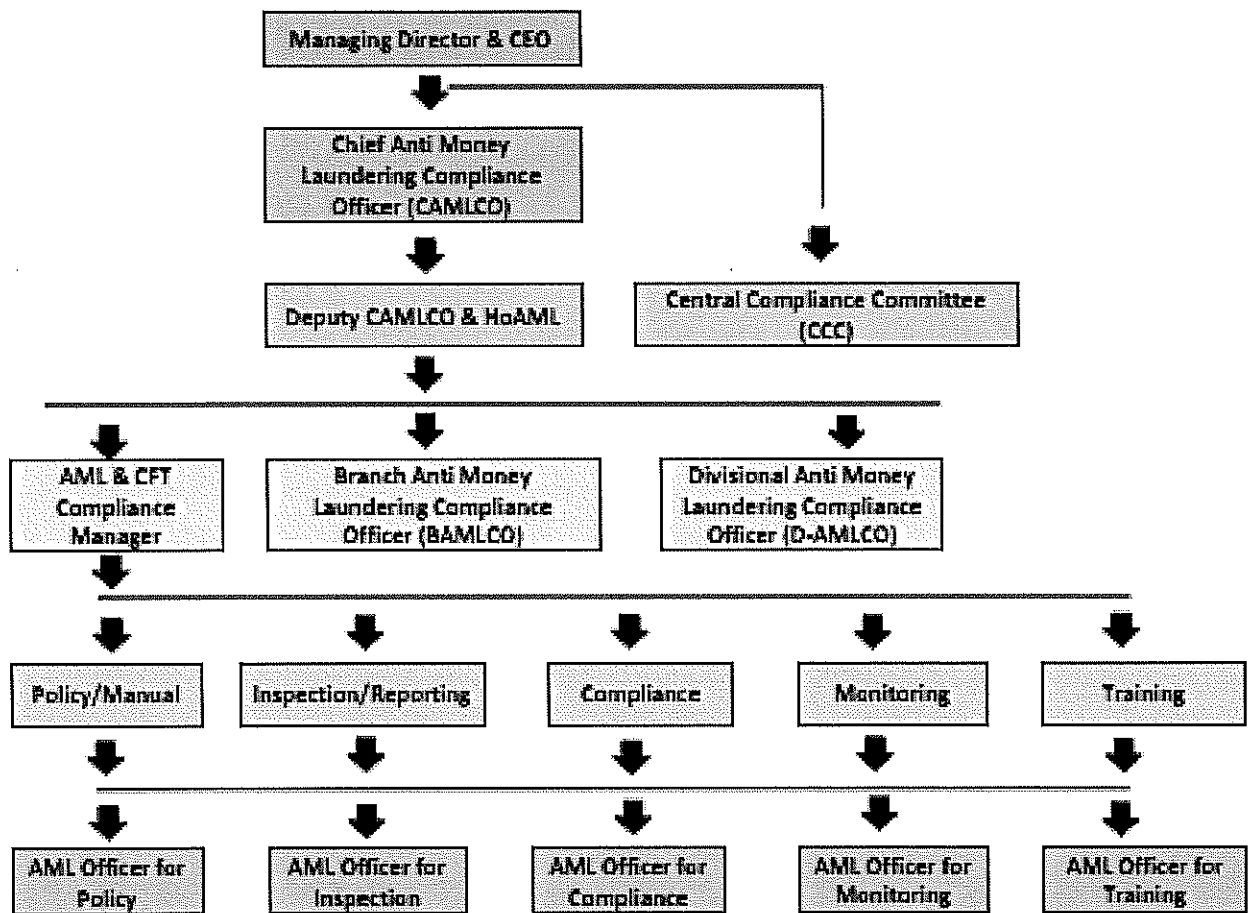 Managing Director & CEO
Chief Anti Money
Laundering Compliance
Officer (CAMLCO)
Deputy CAMLCO & HoAML
Central Compliance Committee
(CCC)
AML & CFT
Compliance
Manager
Branch Anti Money
Laundering Compliance
Officer (BAMLCO)
Divisional Anti Money
Laundering Compliance
Officer (D-AMLCO)
Policy/Manual
Inspection/Reporting
Compliance
Monitoring
Training
AML Officer for
Policy
AML Officer for
Inspection
AML Officer for
Compliance
AML Officer for
Monitoring
AML Officer for
Training